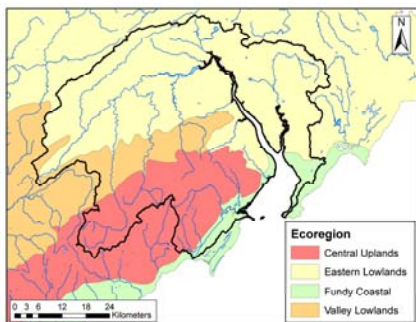 N
Ecoregion
Central Uplands
Eastern Lowlands
Fundy Coastal
Valley Lowlands
0 3 6 12 18 24
Kilometers